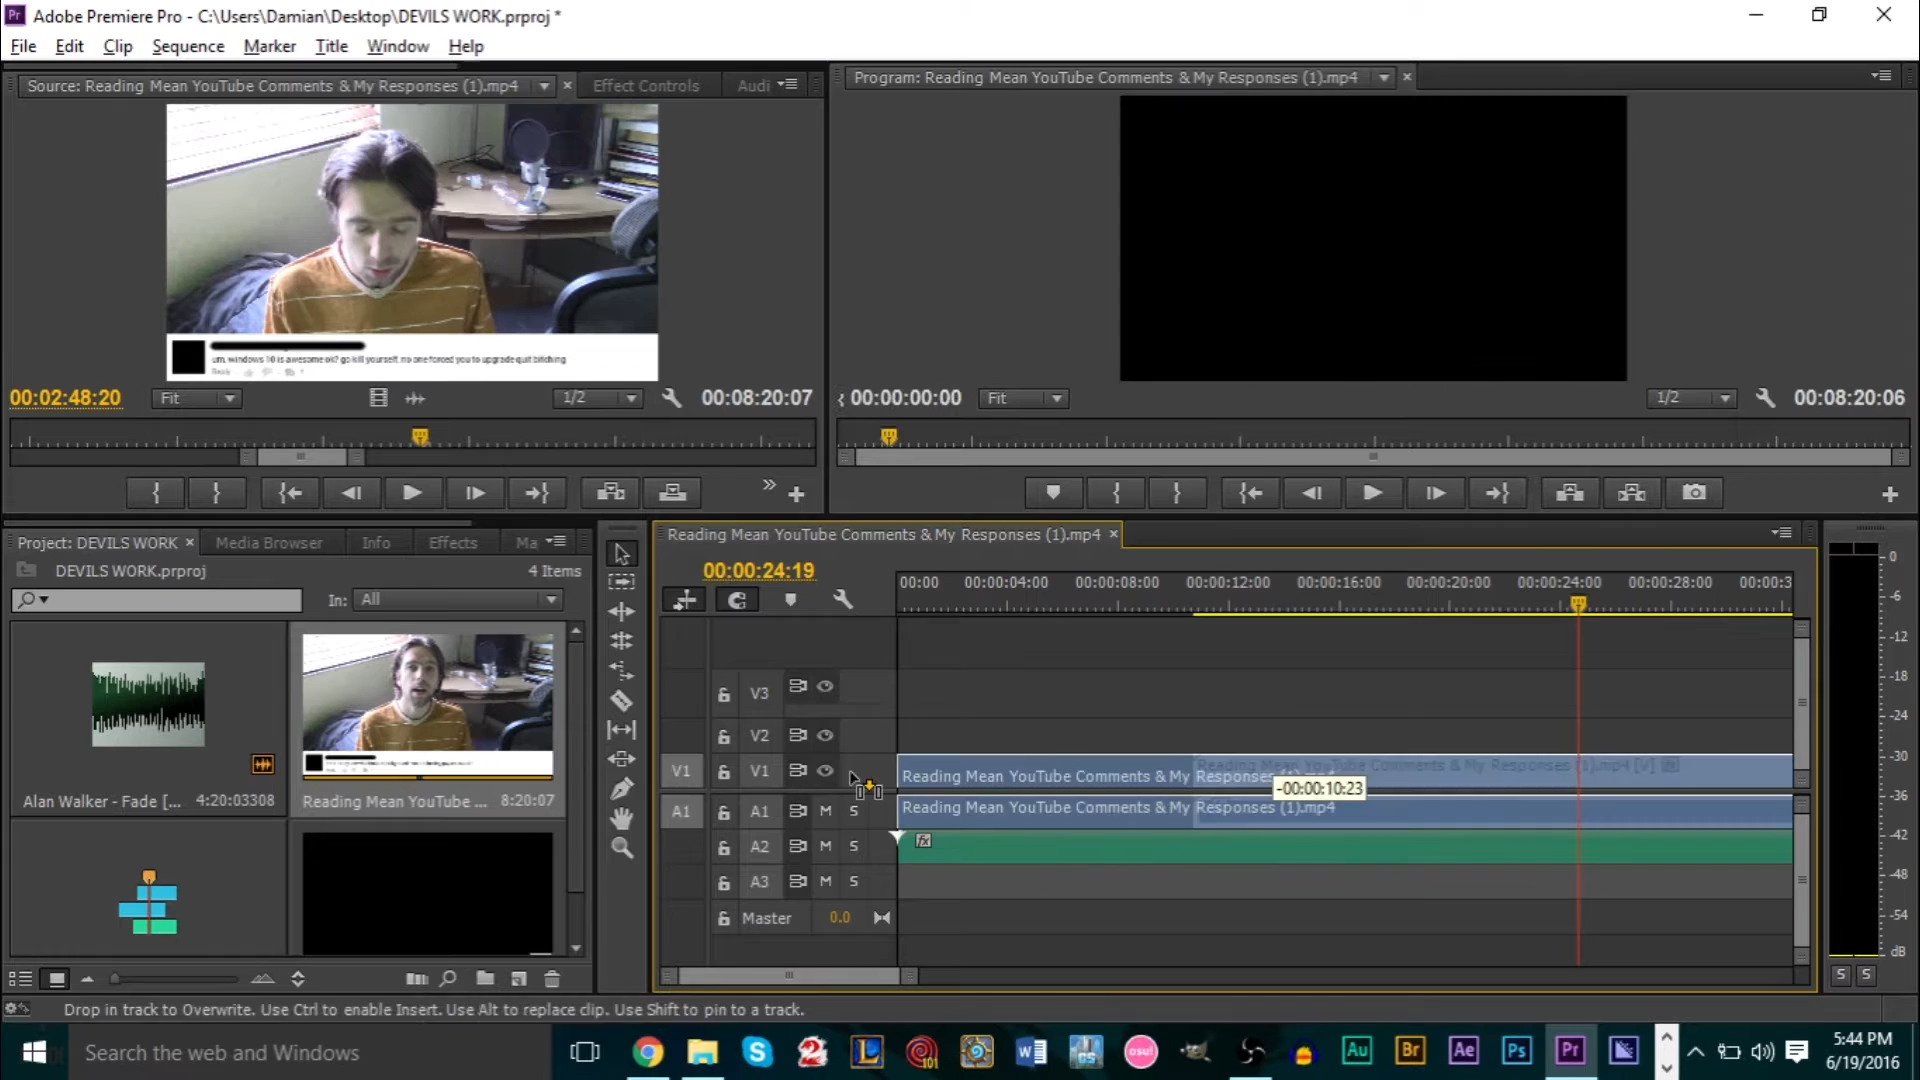 Adobe Premiere Pro - C:\Users\Damian\Desktop\DEVILS WORK.prproj *
File Edit Clip Sequence Marker Title Window Help
Source: Reading Mean YouTube Comments & My Responses (1).mp4 Effect Controls Audi
Program: Reading Mean YouTube Comments & My Responses (1).mp4
um, windows 10 is awesome ok? go kill yourself. no one forced you to upgrade quit bitching
Reply
00:02:48:20 Fit 1/2 00:08:20:07
00:00:00:00 Fit 1/2 00:08:20:06
Project: DEVILS WORK Media Browser Info Effects Ma
DEVILS WORK.prproj 4 Items
In: All
Alan Walker - Fade [... 4:20:03308
Reading Mean YouTube ... 8:20:07
Reading Mean YouTube Comments & My Responses (1).mp4
00:00:24:19
00:00 00:00:04:00 00:00:08:00 00:00:12:00 00:00:16:00 00:00:20:00 00:00:24:00 00:00:28:00 00:00:3
V3
V2
V1 V1 Reading Mean YouTube Comments & My Responses (1).mp4 [V]
Reading Mean YouTube Comments & My Responses
-00:00:10:23
A1 A1 M S Reading Mean YouTube Comments & My Responses (1).mp4
A2 M S fx
A3 M S
Master 0.0
0
-6
-12
-18
-24
-30
-36
-42
-48
-54
dB
S S
Drop in track to Overwrite. Use Ctrl to enable Insert. Use Alt to replace clip. Use Shift to pin to a track.
Search the web and Windows
S 2 L 101 W GS osu! Au Br Ae Ps Pr
5:44 PM
6/19/2016